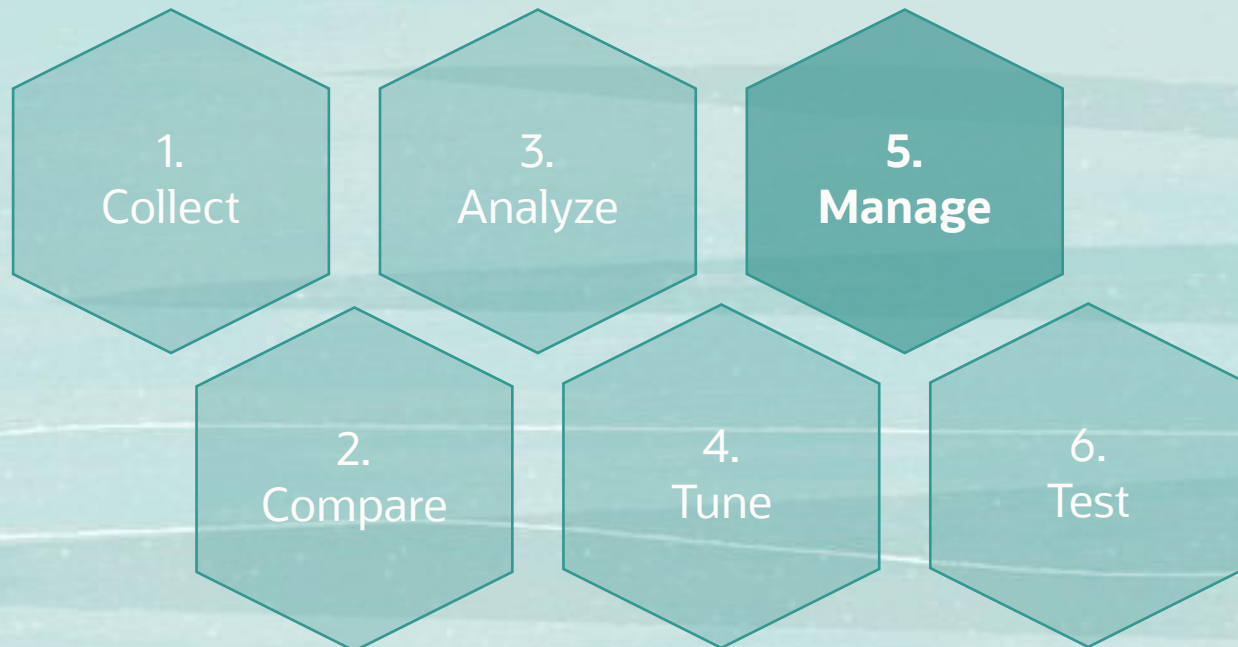 1.
Collect
2.
Compare
3.
Analyze
4.
Tune
5.
Manage
6.
Test